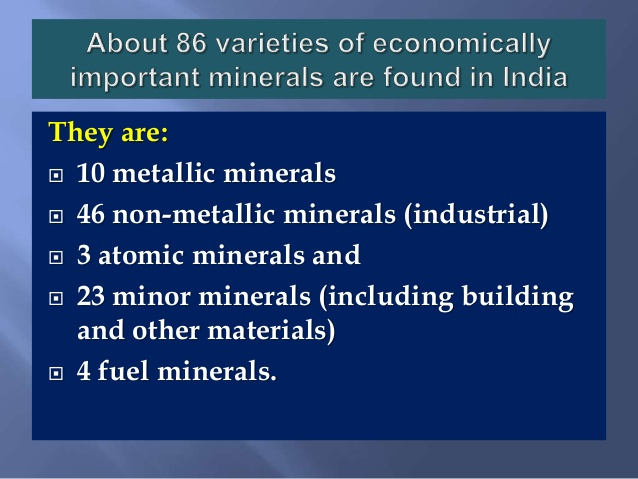 About 86 varieties of economically
important minerals are found in India
They are:
10 metallic minerals
46 non-metallic minerals (industrial)
3 atomic minerals and
23 minor minerals (including building
and other materials)
4 fuel minerals.